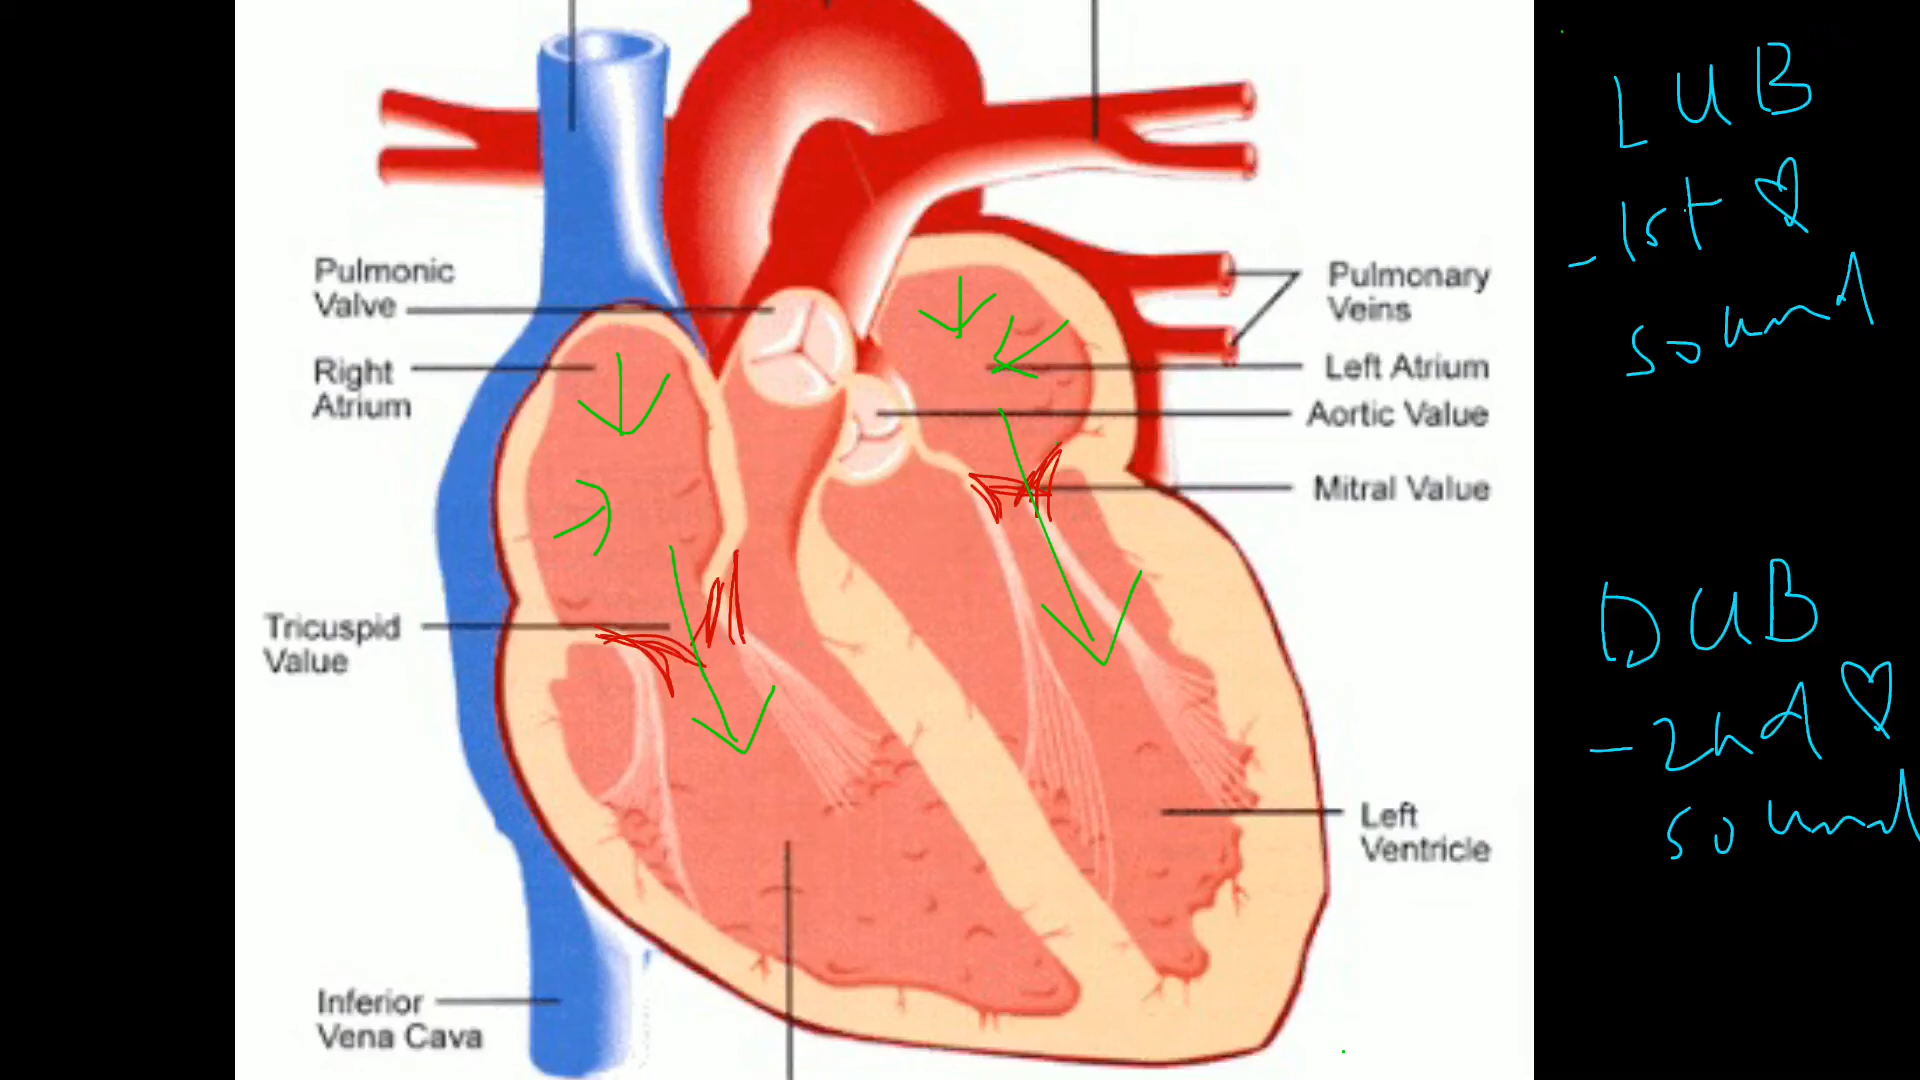 Pulmonic
Valve
Right
Atrium
Tricuspid
Value
Inferior
Vena Cava
Pulmonary
Veins
Left Atrium
Aortic Value
Mitral Value
Left
Ventricle
LUB
-1st ♡
sound
DUB
-2nd ♡
sound